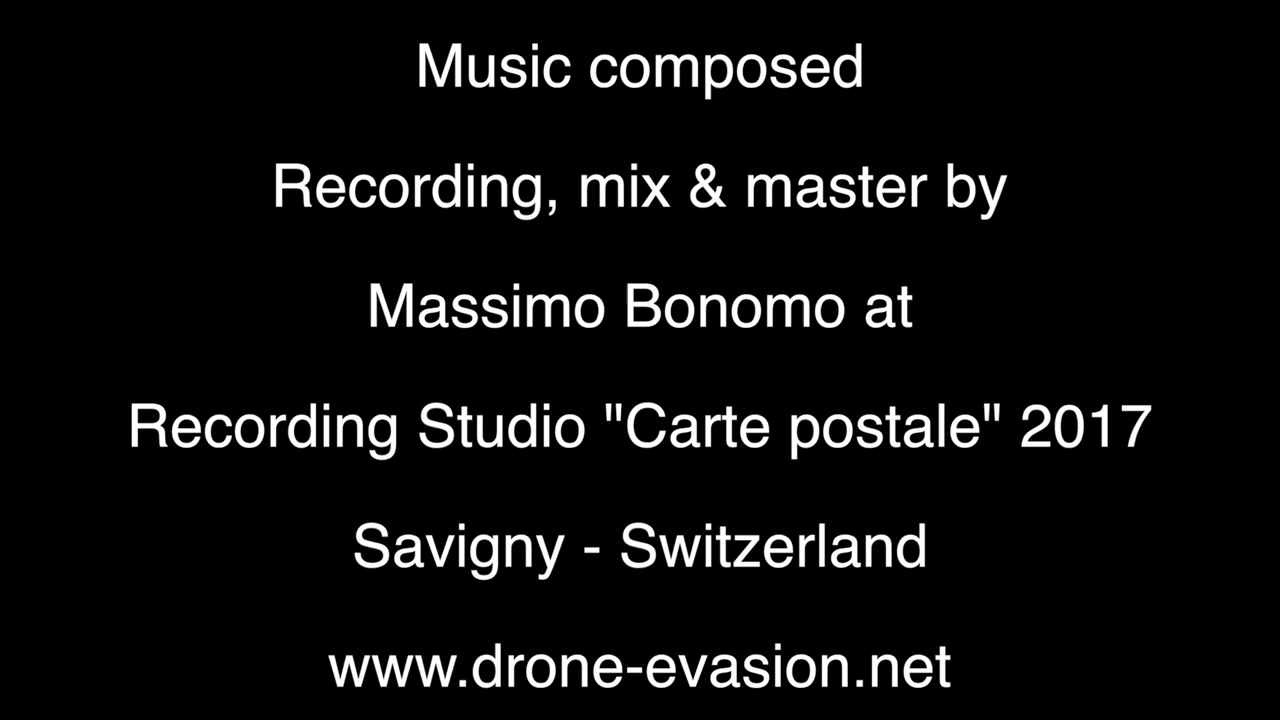 Music composed
Recording, mix & master by
Massimo Bonomo at
Recording Studio "Carte postale" 2017
Savigny - Switzerland
www.drone-evasion.net